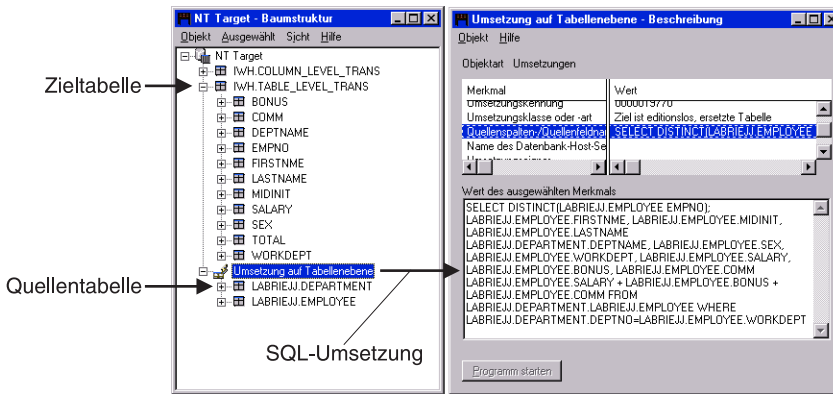 NT Target - Baumstruktur
Objekt Ausgewählt Sicht Hilfe
NT Target
IWH.COLUMN_LEVEL_TRANS
IWH.TABLE_LEVEL_TRANS
BONUS
COMM
DEPTNAME
EMPNO
FIRSTNME
LASTNAME
MIDINIT
SALARY
SEX
TOTAL
WORKDEPT
Umsetzung auf Tabellenebene
LABRIEJJ.DEPARTMENT
LABRIEJJ.EMPLOYEE
Zieltabelle
Quellentabelle
SQL-Umsetzung
Umsetzung auf Tabellenebene - Beschreibung
Objekt Hilfe
Objektart Umsetzungen
Merkmal Wert
Umsetzungskennung 0000019770
Umsetzungsklasse oder -art Ziel ist editionslos, ersetzte Tabelle
Quellenspalten-/Quellenfeldna SELECT DISTINCT(LABRIEJJ.EMPLOYEE
Name des Datenbank-Host-Se
Wert des ausgewählten Merkmals
SELECT DISTINCT(LABRIEJJ.EMPLOYEE EMPNO);
LABRIEJJ.EMPLOYEE.FIRSTNME, LABRIEJJ.EMPLOYEE.MIDINIT,
LABRIEJJ.EMPLOYEE.LASTNAME
LABRIEJJ.DEPARTMENT.DEPTNAME, LABRIEJJ.EMPLOYEE.SEX,
LABRIEJJ.EMPLOYEE.WORKDEPT, LABRIEJJ.EMPLOYEE.SALARY,
LABRIEJJ.EMPLOYEE.BONUS, LABRIEJJ.EMPLOYEE.COMM
LABRIEJJ.EMPLOYEE.SALARY + LABRIEJJ.EMPLOYEE.BONUS +
LABRIEJJ.EMPLOYEE.COMM FROM
LABRIEJJ.DEPARTMENT.LABRIEJJ.EMPLOYEE WHERE
LABRIEJJ.DEPARTMENT.DEPTNO=LABRIEJJ.EMPLOYEE.WORKDEPT
Programm starten